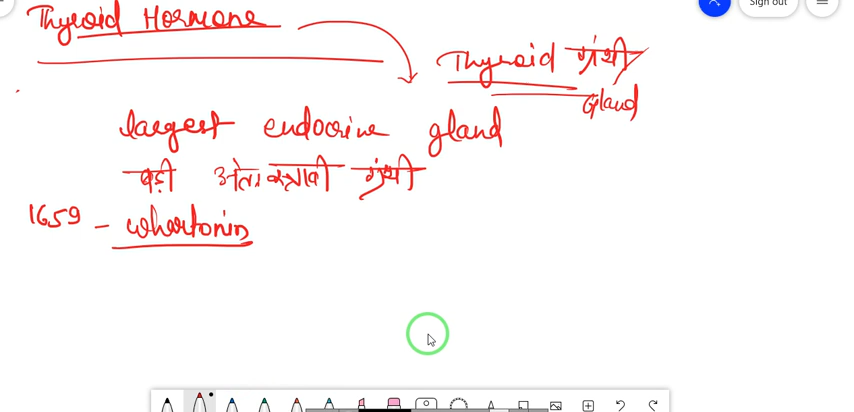 Sign out
Thyroid Hormone
Thyroid ग्रंथी
Gland
largest endocrine gland
बड़ी अंतःस्त्रावी ग्रंथी
1659 - whartonin